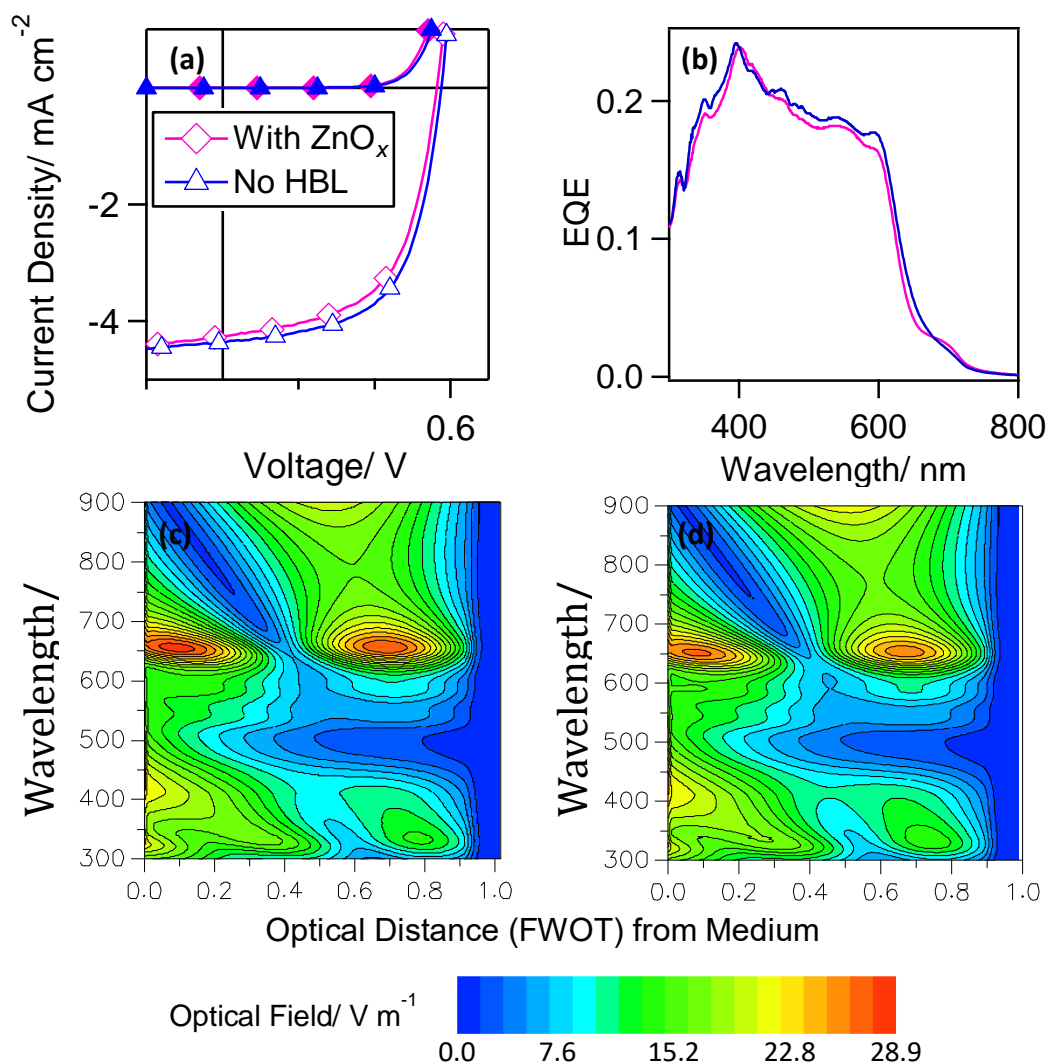 (a)
Current Density/ mA cm⁻²
-2
-4
With ZnOₓ
No HBL
0.6
Voltage/ V
(b)
EQE
0.2
0.1
0.0
400 600 800
Wavelength/ nm
(c)
Wavelength/
900
800
700
600
500
400
300
0.0 0.2 0.4 0.6 0.8 1.0
(d)
Wavelength/
900
800
700
600
500
400
300
0.0 0.2 0.4 0.6 0.8 1.0
Optical Distance (FWOT) from Medium
Optical Field/ V m⁻¹
0.0 7.6 15.2 22.8 28.9